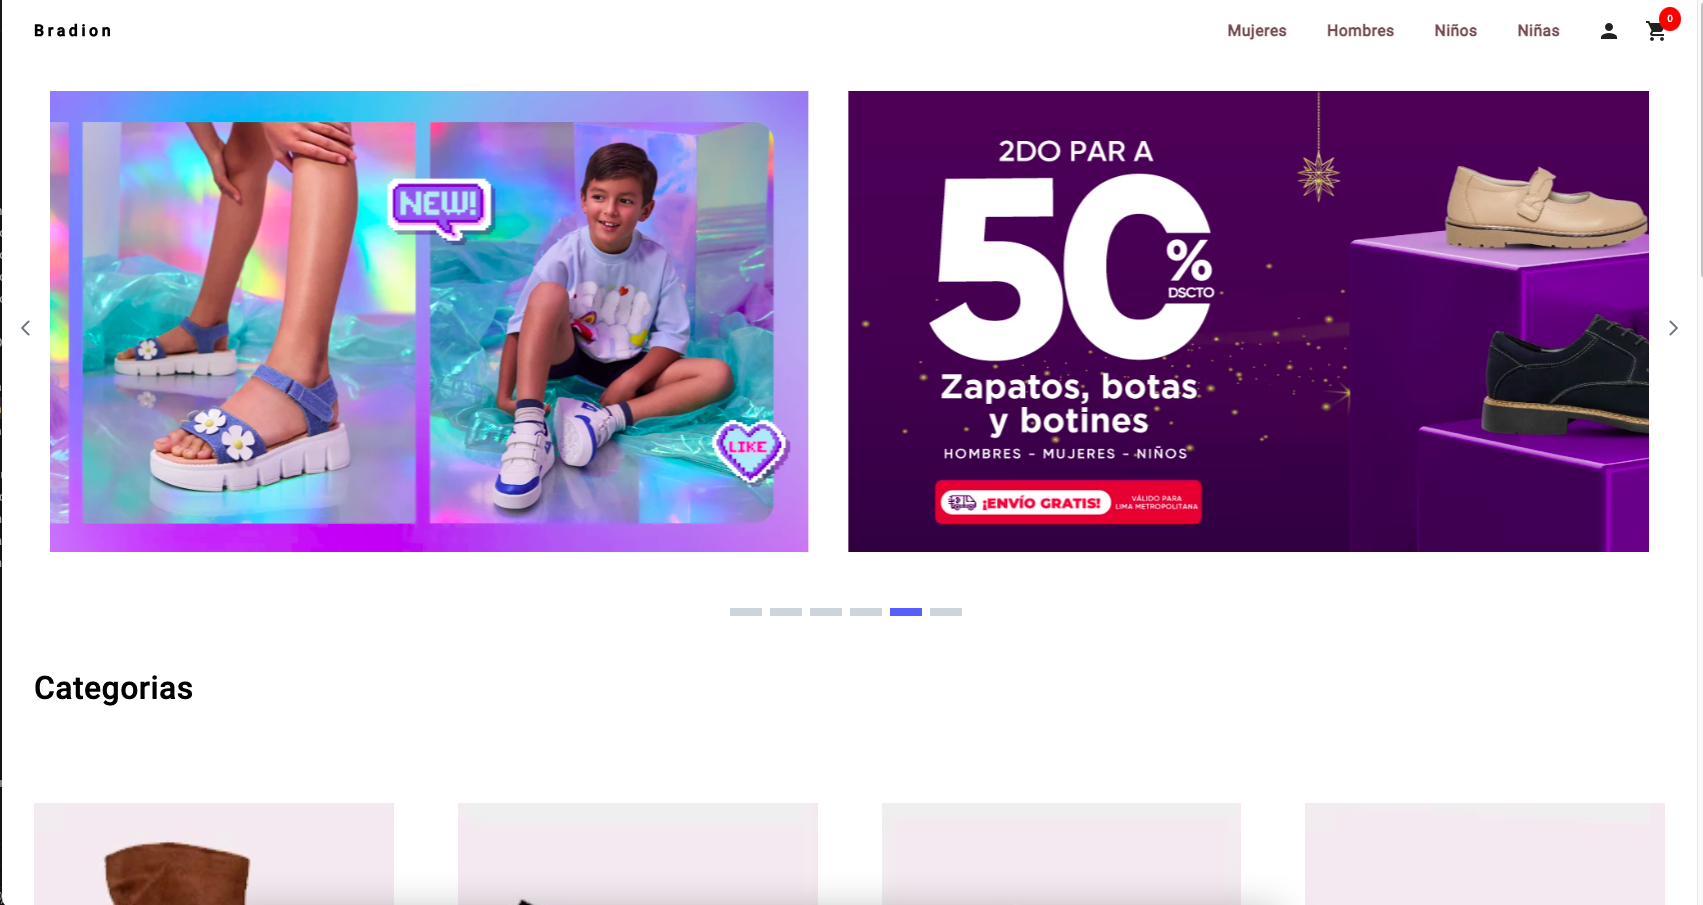 Bradion
Mujeres Hombres Niños Niñas 0
NEW!
LIKE
2DO PAR A
50%
DSCTO
Zapatos, botas
y botines
HOMBRES - MUJERES - NIÑOS
¡ENVÍO GRATIS! VÁLIDO PARA
LIMA METROPOLITANA
Categorias